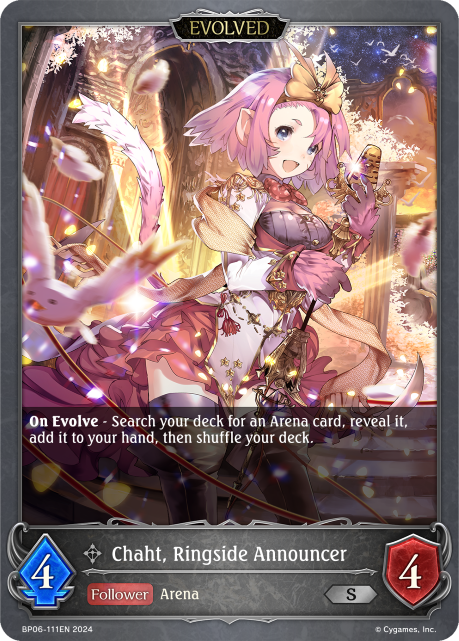 EVOLVED
On Evolve - Search your deck for an Arena card, reveal it,
add it to your hand, then shuffle your deck.
Chaht, Ringside Announcer
4
Follower Arena
S
4
BP06-111EN 2024
© Cygames, Inc.